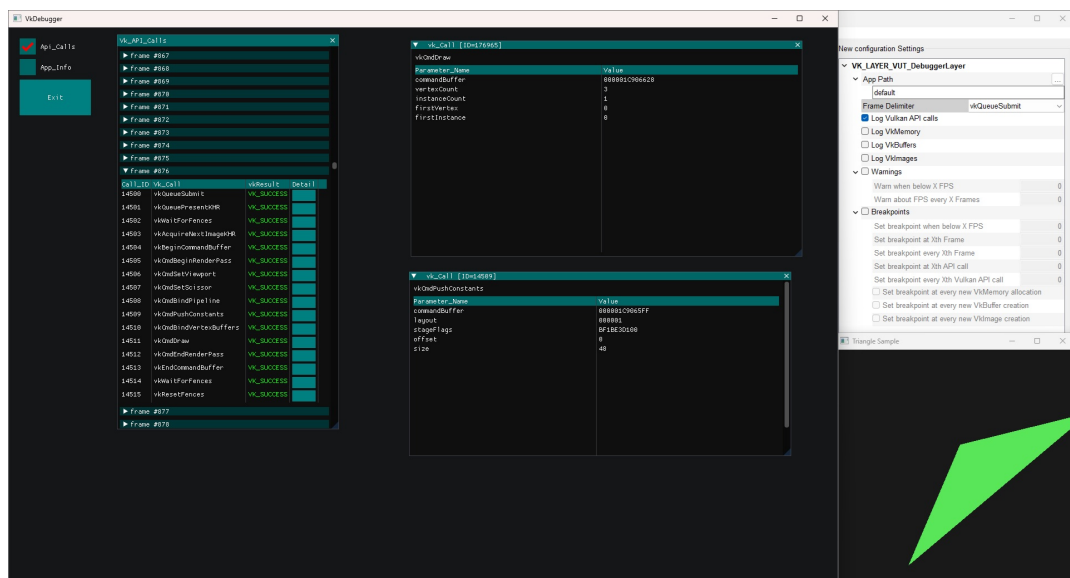 VkDebugger
Api_Calls
App_Info
Exit
Vk_API_Calls
frame #867
frame #868
frame #869
frame #870
frame #871
frame #872
frame #873
frame #874
frame #875
frame #876
Call_ID Vk_Call vkResult Detail
14500 vkQueueSubmit VK_SUCCESS
14501 vkQueuePresentKHR VK_SUCCESS
14502 vkWaitForFences VK_SUCCESS
14503 vkAcquireNextImageKHR VK_SUCCESS
14504 vkBeginCommandBuffer VK_SUCCESS
14505 vkCmdBeginRenderPass VK_SUCCESS
14506 vkCmdSetViewport VK_SUCCESS
14507 vkCmdSetScissor VK_SUCCESS
14508 vkCmdBindPipeline VK_SUCCESS
14509 vkCmdPushConstants VK_SUCCESS
14510 vkCmdBindVertexBuffers VK_SUCCESS
14511 vkCmdDraw VK_SUCCESS
14512 vkCmdEndRenderPass VK_SUCCESS
14513 vkEndCommandBuffer VK_SUCCESS
14514 vkWaitForFences VK_SUCCESS
14515 vkResetFences VK_SUCCESS
frame #877
frame #878
vk_Call [ID=176965]
vkCmdDraw
Parameter_Name Value
commandBuffer 000001C906620
vertexCount 3
instanceCount 1
firstVertex 0
firstInstance 0
vk_Call [ID=14509]
vkCmdPushConstants
Parameter_Name Value
commandBuffer 000001C9065FF
layout 000001
stageFlags BF1BE3D100
offset 0
size 48
New configuration Settings
VK_LAYER_VUT_DebuggerLayer
App Path ...
default
Frame Delimiter vkQueueSubmit
Log Vulkan API calls
Log VkMemory
Log VkBuffers
Log VkImages
Warnings
Warn when below X FPS 0
Warn about FPS every X Frames 0
Breakpoints
Set breakpoint when below X FPS 0
Set breakpoint at Xth Frame 0
Set breakpoint every Xth Frame 0
Set breakpoint at Xth API call 0
Set breakpoint every Xth Vulkan API call 0
Set breakpoint at every new VkMemory allocation
Set breakpoint at every new VkBuffer creation
Set breakpoint at every new VkImage creation
Triangle Sample